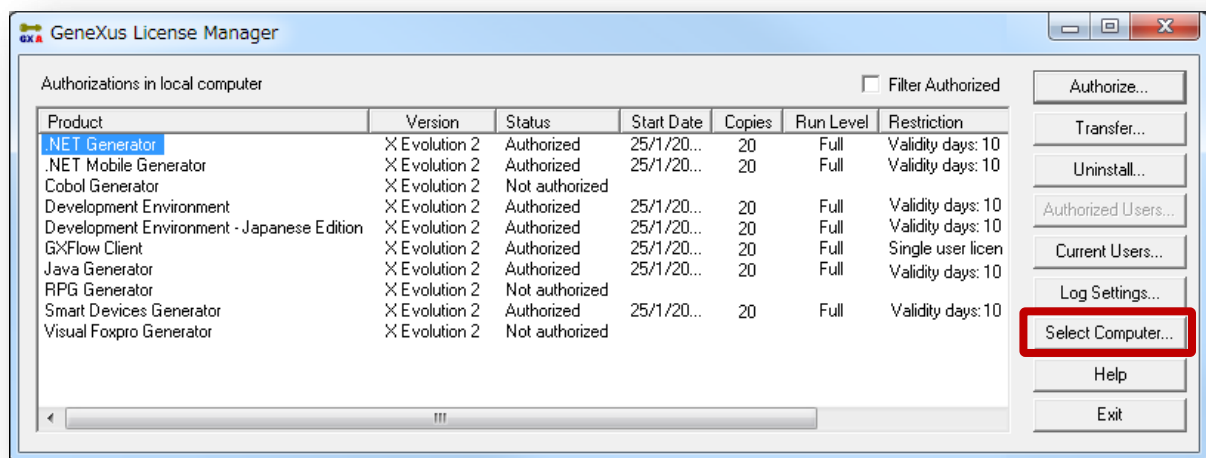 GeneXus License Manager
Authorizations in local computer Filter Authorized Authorize...
Product Version Status Start Date Copies Run Level Restriction
.NET Generator X Evolution 2 Authorized 25/1/20... 20 Full Validity days: 10
.NET Mobile Generator X Evolution 2 Authorized 25/1/20... 20 Full Validity days: 10
Cobol Generator X Evolution 2 Not authorized
Development Environment X Evolution 2 Authorized 25/1/20... 20 Full Validity days: 10
Development Environment - Japanese Edition X Evolution 2 Authorized 25/1/20... 20 Full Validity days: 10
GXFlow Client X Evolution 2 Authorized 25/1/20... 20 Full Single user licen
Java Generator X Evolution 2 Authorized 25/1/20... 20 Full Validity days: 10
RPG Generator X Evolution 2 Not authorized
Smart Devices Generator X Evolution 2 Authorized 25/1/20... 20 Full Validity days: 10
Visual Foxpro Generator X Evolution 2 Not authorized
Transfer...
Uninstall...
Authorized Users...
Current Users...
Log Settings...
Select Computer...
Help
Exit